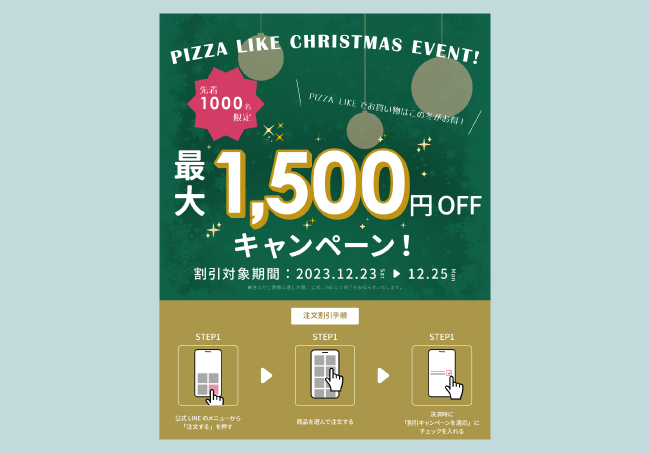 PIZZA LIKE CHRISTMAS EVENT!
先着
1000名
限定
PIZZA LIKEでお買い物はこの冬がお得！
最大
1,500円OFF
キャンペーン！
割引対象期間：2023.12.23 Sat ▶ 12.25 Mon
注文割引手順
STEP1
STEP1
STEP1
公式LINEのメニューから
「注文する」を押す
商品を選んで注文する
決済時に
「割引キャンペーンを適応」に
チェックを入れる